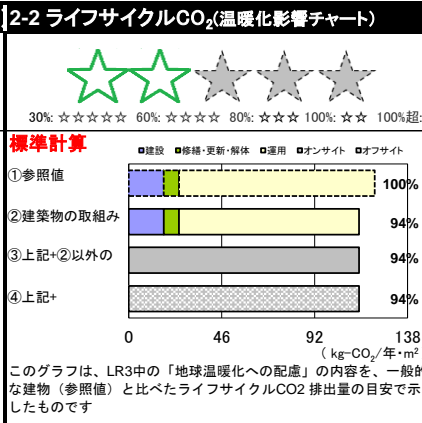 2-2 ライフサイクルCO₂(温暖化影響チャート)
30%: ☆☆☆☆☆ 60%: ☆☆☆☆ 80%: ☆☆☆ 100%: ☆☆ 100%超:
標準計算
■建設 ■修繕・更新・解体 □運用 □オンサイト □オフサイト
①参照値 100%
②建築物の取組み 94%
③上記+②以外の 94%
④上記+ 94%
0 46 92 138
( kg-CO₂/年・m²
このグラフは、LR3中の「地球温暖化への配慮」の内容を、一般的
な建物(参照値)と比べたライフサイクルCO2 排出量の目安で示
したものです